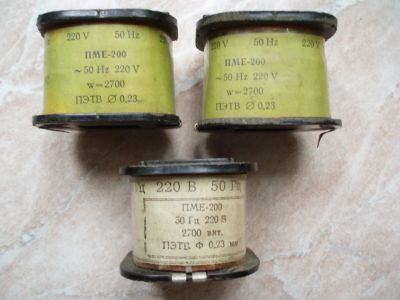 220 V 50 Hz
ПМЕ-200
~50 Hz 220 V
w=2700
ПЭТВ Ø 0,23
220 V 50 Hz
ПМЕ-200
~50 Hz 220 V
w=2700
ПЭТВ Ø 0,23
Гц 220 В 50 Гц
ПМЕ-200
50 Гц 220 В
2700 вит.
ПЭТВ Ф 0,23 мм